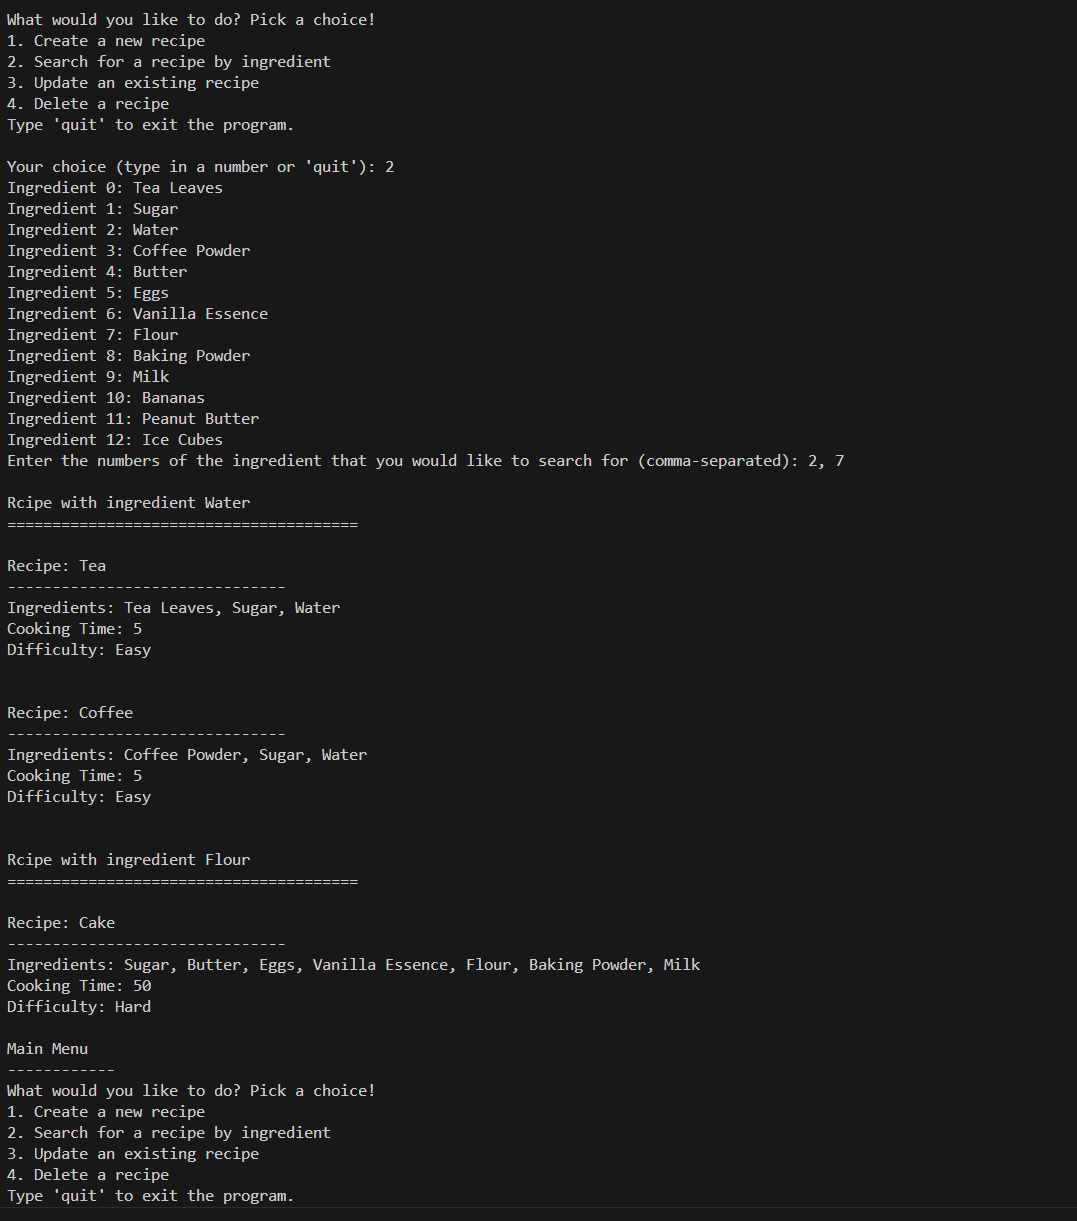 What would you like to do? Pick a choice!
1. Create a new recipe
2. Search for a recipe by ingredient
3. Update an existing recipe
4. Delete a recipe
Type 'quit' to exit the program.
Your choice (type in a number or 'quit'): 2
Ingredient 0: Tea Leaves
Ingredient 1: Sugar
Ingredient 2: Water
Ingredient 3: Coffee Powder
Ingredient 4: Butter
Ingredient 5: Eggs
Ingredient 6: Vanilla Essence
Ingredient 7: Flour
Ingredient 8: Baking Powder
Ingredient 9: Milk
Ingredient 10: Bananas
Ingredient 11: Peanut Butter
Ingredient 12: Ice Cubes
Enter the numbers of the ingredient that you would like to search for (comma-separated): 2, 7
Rcipe with ingredient Water
=======================================
Recipe: Tea
-------------------------------
Ingredients: Tea Leaves, Sugar, Water
Cooking Time: 5
Difficulty: Easy
Recipe: Coffee
-------------------------------
Ingredients: Coffee Powder, Sugar, Water
Cooking Time: 5
Difficulty: Easy
Rcipe with ingredient Flour
=======================================
Recipe: Cake
-------------------------------
Ingredients: Sugar, Butter, Eggs, Vanilla Essence, Flour, Baking Powder, Milk
Cooking Time: 50
Difficulty: Hard
Main Menu
------------
What would you like to do? Pick a choice!
1. Create a new recipe
2. Search for a recipe by ingredient
3. Update an existing recipe
4. Delete a recipe
Type 'quit' to exit the program.